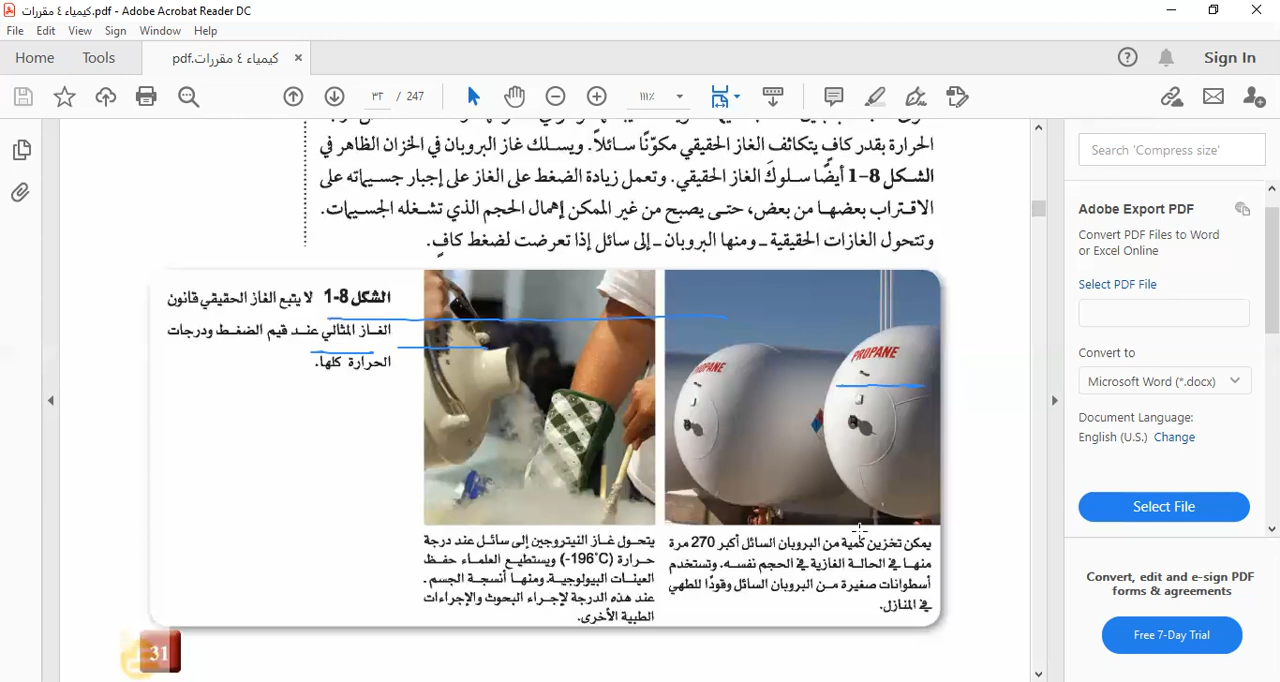 كيمياء ٤ مقررات.pdf - Adobe Acrobat Reader DC
File Edit View Sign Window Help
Home Tools كيمياء ٤ مقررات.pdf × Sign In
٣٢ / 247 ١١١٪
الحرارة بقدر كافٍ يتكاثف الغاز الحقيقي مكوّنًا سائلاً. ويسلك غاز البروبان في الخزان الظاهر في
الشكل 8-1 أيضًا سلوكَ الغاز الحقيقي. وتعمل زيادة الضغط على الغاز على إجبار جسيماته على
الاقتراب بعضها من بعض، حتى يصبح من غير الممكن إهمال الحجم الذي تشغله الجسيمات.
وتتحول الغازات الحقيقية - ومنها البروبان - إلى سائل إذا تعرضت لضغط كافٍ.
الشكل 8-1 لا يتبع الغاز الحقيقي قانون
الغاز المثالي عند قيم الضغط ودرجات
الحرارة كلها.
PROPANE
PROPANE
يمكن تخزين كمية من البروبان السائل أكبر 270 مرة
منها في الحالة الغازية في الحجم نفسه. وتستخدم
أسطوانات صغيرة من البروبان السائل وقودًا للطهي
في المنازل.
يتحول غاز النيتروجين إلى سائل عند درجة
حرارة (196°C-) ويستطيع العلماء حفظ
العينات البيولوجية، ومنها أنسجة الجسم.
عند هذه الدرجة لإجراء البحوث والإجراءات
الطبية الأخرى.
31
Search 'Compress size'
Adobe Export PDF
Convert PDF Files to Word
or Excel Online
Select PDF File
Convert to
Microsoft Word (*.docx)
Document Language:
English (U.S.) Change
Select File
Convert, edit and e-sign PDF
forms & agreements
Free 7-Day Trial